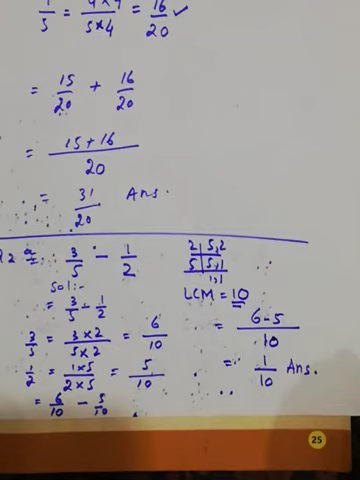 /5 = 4×4/5×4 = 16/20 ✓
= 15/20 + 16/20
= 15+16/20
= 31/20 Ans.
2 a = 3/5 - 1/2
Sol:-
= 3/5 - 1/2
3/5 = 3×2/5×2 = 6/10
1/2 = 1×5/2×5 = 5/10
= 6/10 - 5/10
2 | 5,2
5 | 5,1
1,1
LCM = 10
= 6-5/10
= 1/10 Ans.
25